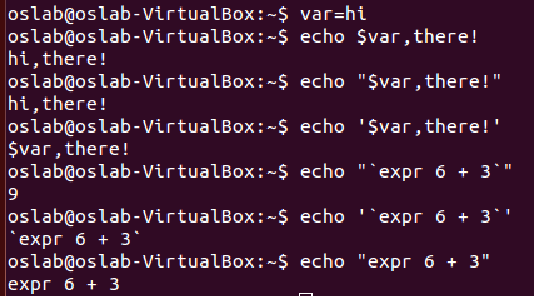 oslab@oslab-VirtualBox:~$ var=hi
oslab@oslab-VirtualBox:~$ echo $var,there!
hi,there!
oslab@oslab-VirtualBox:~$ echo "$var,there!"
hi,there!
oslab@oslab-VirtualBox:~$ echo '$var,there!'
$var,there!
oslab@oslab-VirtualBox:~$ echo "`expr 6 + 3`"
9
oslab@oslab-VirtualBox:~$ echo '`expr 6 + 3`'
`expr 6 + 3`
oslab@oslab-VirtualBox:~$ echo "expr 6 + 3"
expr 6 + 3